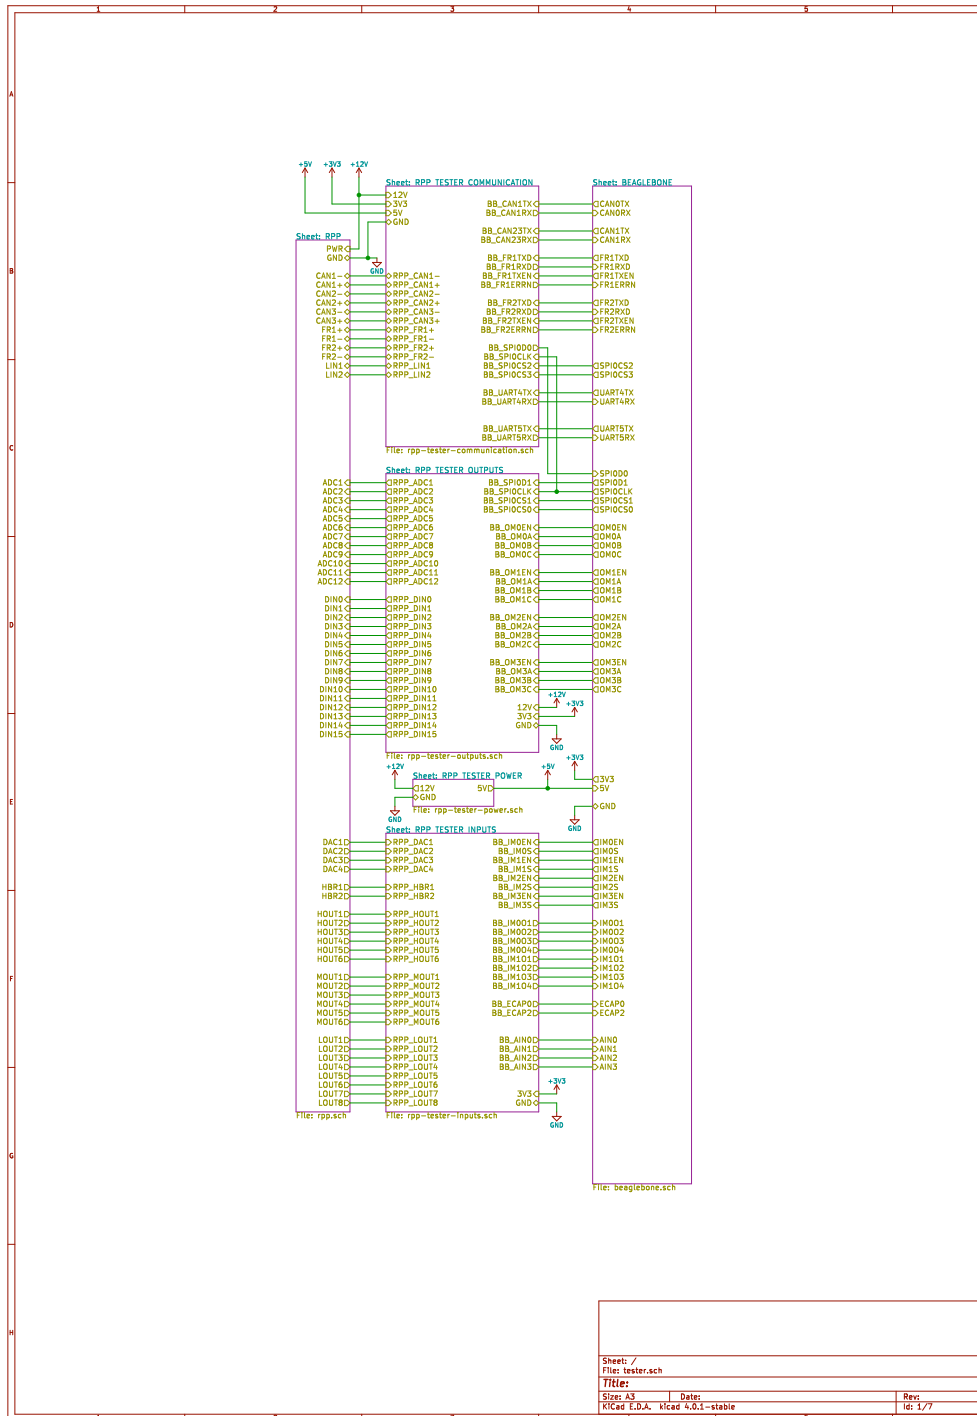 1 2 3 4 5
A
B
C
D
E
F
G
H
+5V +3V3 +12V
Sheet: RPP
PWR
GND
GND
CAN1-
CAN1+
CAN2-
CAN2+
CAN3-
CAN3+
FR1+
FR1-
FR2+
FR2-
LIN1
LIN2
ADC1
ADC2
ADC3
ADC4
ADC5
ADC6
ADC7
ADC8
ADC9
ADC10
ADC11
ADC12
DIN0
DIN1
DIN2
DIN3
DIN4
DIN5
DIN6
DIN7
DIN8
DIN9
DIN10
DIN11
DIN12
DIN13
DIN14
DIN15
DAC1
DAC2
DAC3
DAC4
HBR1
HBR2
HOUT1
HOUT2
HOUT3
HOUT4
HOUT5
HOUT6
MOUT1
MOUT2
MOUT3
MOUT4
MOUT5
MOUT6
LOUT1
LOUT2
LOUT3
LOUT4
LOUT5
LOUT6
LOUT7
LOUT8
File: rpp.sch
Sheet: RPP TESTER COMMUNICATION
12V
3V3 BB_CAN1TX
5V BB_CAN1RX
GND
BB_CAN23TX
BB_CAN23RX
BB_FR1TXD
BB_FR1RXD
RPP_CAN1- BB_FR1TXEN
RPP_CAN1+ BB_FR1ERRN
RPP_CAN2-
RPP_CAN2+ BB_FR2TXD
RPP_CAN3- BB_FR2RXD
RPP_CAN3+ BB_FR2TXEN
RPP_FR1+ BB_FR2ERRN
RPP_FR1-
RPP_FR2+ BB_SPI0D0
RPP_FR2- BB_SPI0CLK
RPP_LIN1 BB_SPI0CS2
RPP_LIN2 BB_SPI0CS3
BB_UART4TX
BB_UART4RX
BB_UART5TX
BB_UART5RX
File: rpp-tester-communication.sch
Sheet: RPP TESTER OUTPUTS
RPP_ADC1 BB_SPI0D1
RPP_ADC2 BB_SPI0CLK
RPP_ADC3 BB_SPI0CS1
RPP_ADC4 BB_SPI0CS0
RPP_ADC5
RPP_ADC6 BB_OM0EN
RPP_ADC7 BB_OM0A
RPP_ADC8 BB_OM0B
RPP_ADC9 BB_OM0C
RPP_ADC10
RPP_ADC11 BB_OM1EN
RPP_ADC12 BB_OM1A
BB_OM1B
RPP_DIN0 BB_OM1C
RPP_DIN1
RPP_DIN2 BB_OM2EN
RPP_DIN3 BB_OM2A
RPP_DIN4 BB_OM2B
RPP_DIN5 BB_OM2C
RPP_DIN6
RPP_DIN7 BB_OM3EN
RPP_DIN8 BB_OM3A
RPP_DIN9 BB_OM3B
RPP_DIN10 BB_OM3C
RPP_DIN11
RPP_DIN12 12V +12V
RPP_DIN13 3V3 +3V3
RPP_DIN14 GND
RPP_DIN15
GND
File: rpp-tester-outputs.sch
+12V +5V +3V3
Sheet: RPP TESTER POWER
12V 5V
GND
GND
File: rpp-tester-power.sch
GND
Sheet: RPP TESTER INPUTS
RPP_DAC1 BB_IM0EN
RPP_DAC2 BB_IM0S
RPP_DAC3 BB_IM1EN
RPP_DAC4 BB_IM1S
BB_IM2EN
RPP_HBR1 BB_IM2S
RPP_HBR2 BB_IM3EN
BB_IM3S
RPP_HOUT1
RPP_HOUT2 BB_IM0O1
RPP_HOUT3 BB_IM0O2
RPP_HOUT4 BB_IM0O3
RPP_HOUT5 BB_IM0O4
RPP_HOUT6 BB_IM1O1
BB_IM1O2
RPP_MOUT1 BB_IM1O3
RPP_MOUT2 BB_IM1O4
RPP_MOUT3
RPP_MOUT4 BB_ECAP0
RPP_MOUT5 BB_ECAP2
RPP_MOUT6
RPP_LOUT1 BB_AIN0
RPP_LOUT2 BB_AIN1
RPP_LOUT3 BB_AIN2
RPP_LOUT4 BB_AIN3
RPP_LOUT5
RPP_LOUT6 +3V3
RPP_LOUT7 3V3
RPP_LOUT8 GND
GND
File: rpp-tester-inputs.sch
Sheet: BEAGLEBONE
CAN0TX
CAN0RX
CAN1TX
CAN1RX
FR1TXD
FR1RXD
FR1TXEN
FR1ERRN
FR2TXD
FR2RXD
FR2TXEN
FR2ERRN
SPI0CS2
SPI0CS3
UART4TX
UART4RX
UART5TX
UART5RX
SPI0D0
SPI0D1
SPI0CLK
SPI0CS1
SPI0CS0
OM0EN
OM0A
OM0B
OM0C
OM1EN
OM1A
OM1B
OM1C
OM2EN
OM2A
OM2B
OM2C
OM3EN
OM3A
OM3B
OM3C
3V3
5V
GND
IM0EN
IM0S
IM1EN
IM1S
IM2EN
IM2S
IM3EN
IM3S
IM0O1
IM0O2
IM0O3
IM0O4
IM1O1
IM1O2
IM1O3
IM1O4
ECAP0
ECAP2
AIN0
AIN1
AIN2
AIN3
File: beaglebone.sch
Sheet: /
File: tester.sch
Title:
Size: A3 Date: Rev:
KiCad E.D.A. kicad 4.0.1-stable Id: 1/7
1 2 3 4 5